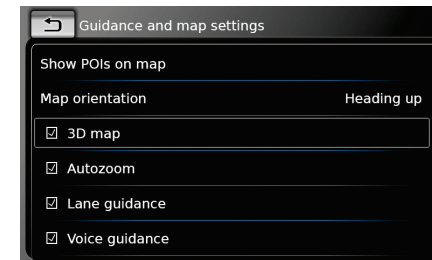 Guidance and map settings
Show POIs on map
Map orientation Heading up
3D map
Autozoom
Lane guidance
Voice guidance